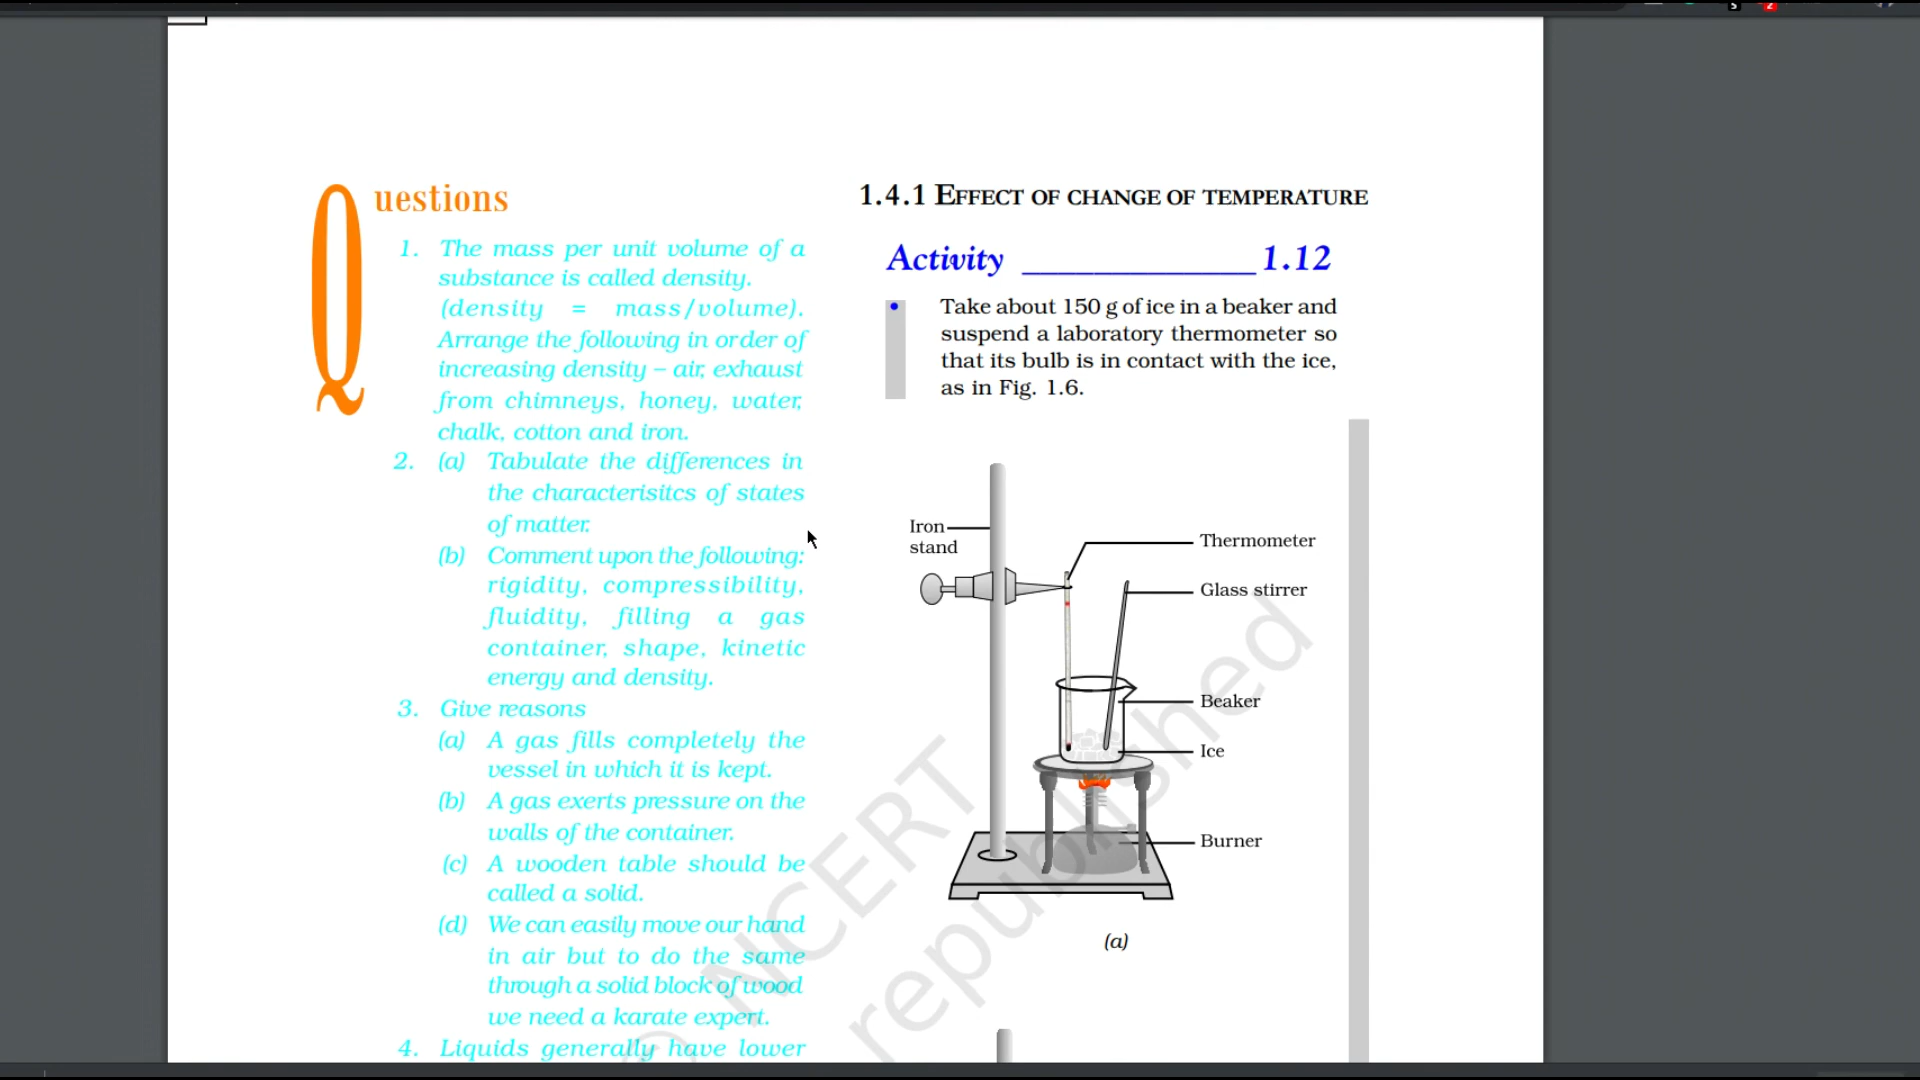 Questions
1. The mass per unit volume of a
substance is called density.
(density = mass/volume).
Arrange the following in order of
increasing density – air, exhaust
from chimneys, honey, water,
chalk, cotton and iron.
2. (a) Tabulate the differences in
the characterisitcs of states
of matter.
(b) Comment upon the following:
rigidity, compressibility,
fluidity, filling a gas
container, shape, kinetic
energy and density.
3. Give reasons
(a) A gas fills completely the
vessel in which it is kept.
(b) A gas exerts pressure on the
walls of the container.
(c) A wooden table should be
called a solid.
(d) We can easily move our hand
in air but to do the same
through a solid block of wood
we need a karate expert.
4. Liquids generally have lower
1.4.1 EFFECT OF CHANGE OF TEMPERATURE
Activity ______________ 1.12
• Take about 150 g of ice in a beaker and
suspend a laboratory thermometer so
that its bulb is in contact with the ice,
as in Fig. 1.6.
Iron
stand
Thermometer
Glass stirrer
Beaker
Ice
Burner
(a)
© NCERT
republished